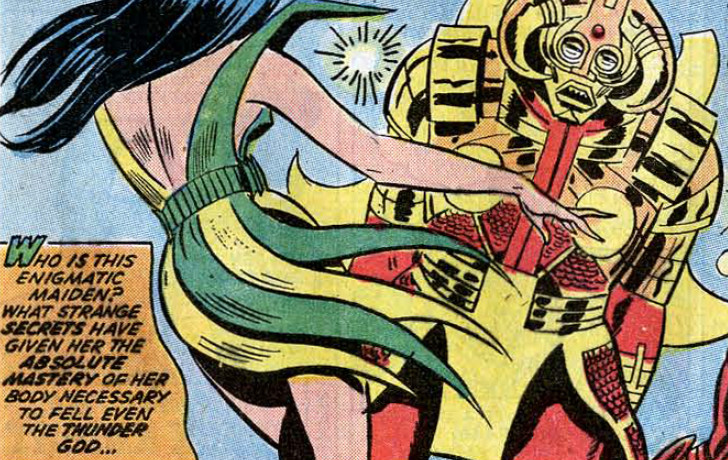 WHO IS THIS
ENIGMATIC
MAIDEN?
WHAT STRANGE
SECRETS HAVE
GIVEN HER THE
ABSOLUTE
MASTERY OF HER
BODY NECESSARY
TO FELL EVEN
THE THUNDER
GOD...